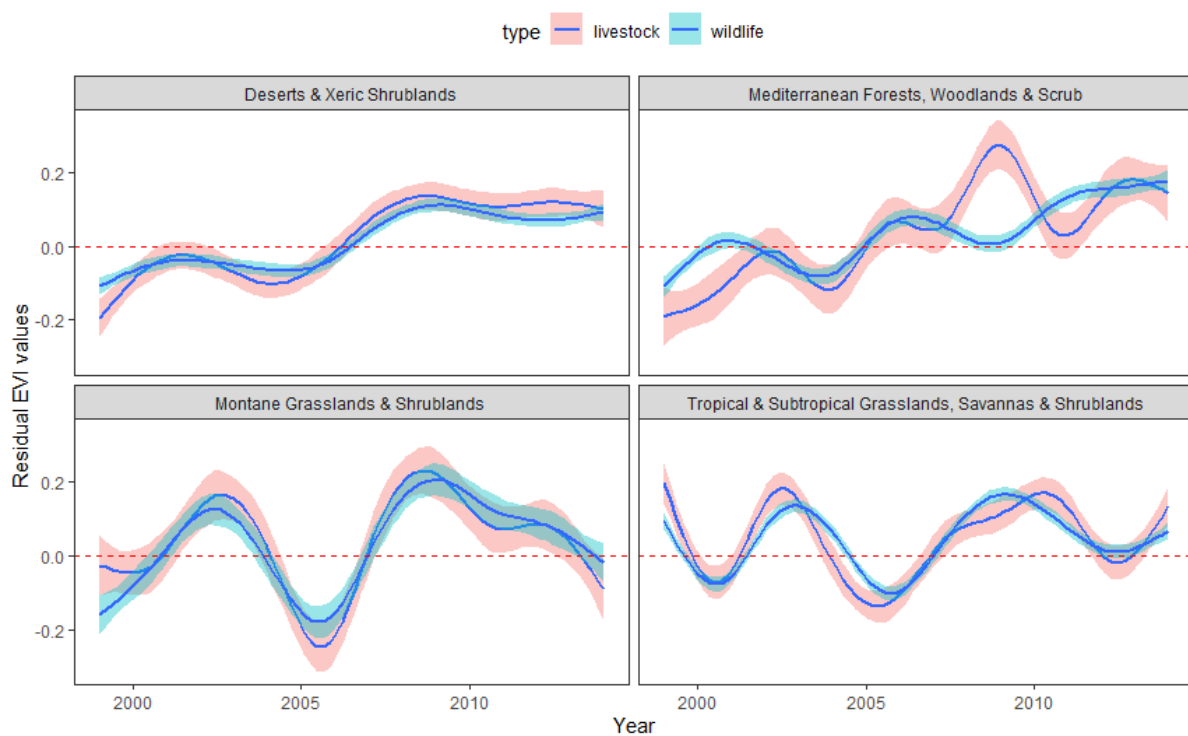 type livestock wildlife
Deserts & Xeric Shrublands
Mediterranean Forests, Woodlands & Scrub
0.2
0.0
-0.2
Montane Grasslands & Shrublands
Tropical & Subtropical Grasslands, Savannas & Shrublands
0.2
0.0
-0.2
Residual EVI values
2000 2005 2010 2000 2005 2010
Year